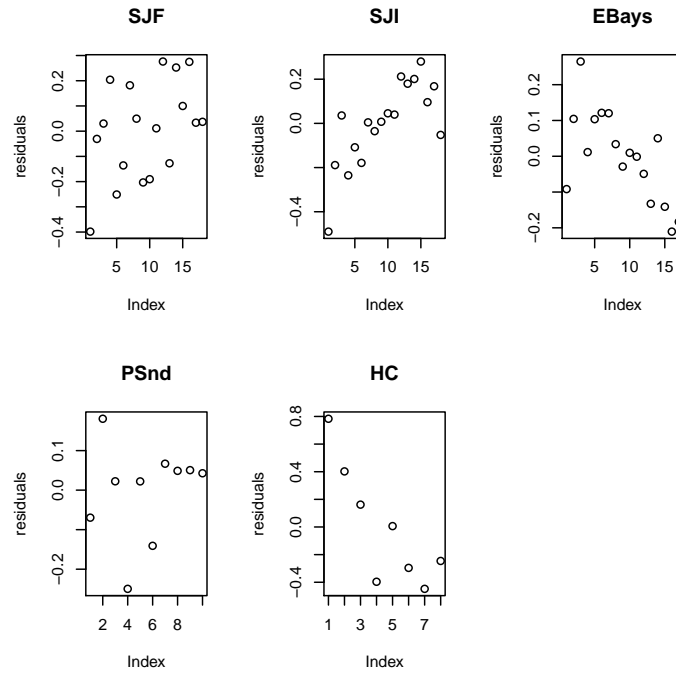 SJF
SJI
EBays
residuals
−0.4 −0.2 0.0 0.2
5 10 15
Index
residuals
−0.4 0.0 0.2
5 10 15
Index
residuals
−0.2 0.0 0.1
5 10 15
Index
PSnd
HC
residuals
−0.2 0.0 0.1
2 4 6 8
Index
residuals
−0.4 0.0 0.4 0.8
1 3 5 7
Index